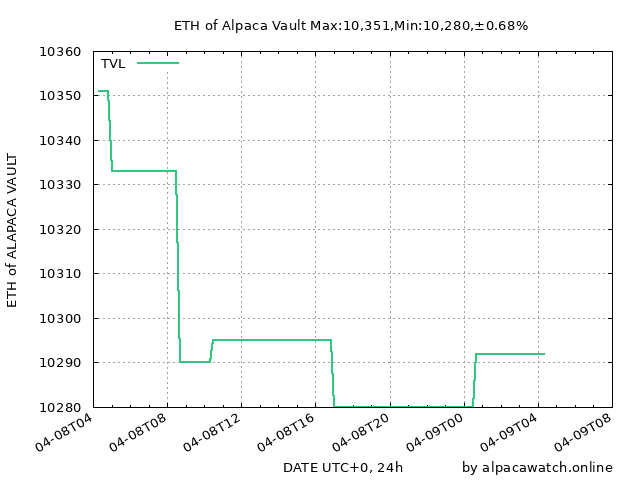 ETH of Alpaca Vault Max:10,351,Min:10,280,±0.68%
TVL
10360
10350
10340
10330
10320
10310
10300
10290
10280
ETH of ALAPACA VAULT
04-08T04
04-08T08
04-08T12
04-08T16
04-08T20
04-09T00
04-09T04
04-09T08
DATE UTC+0, 24h
by alpacawatch.online